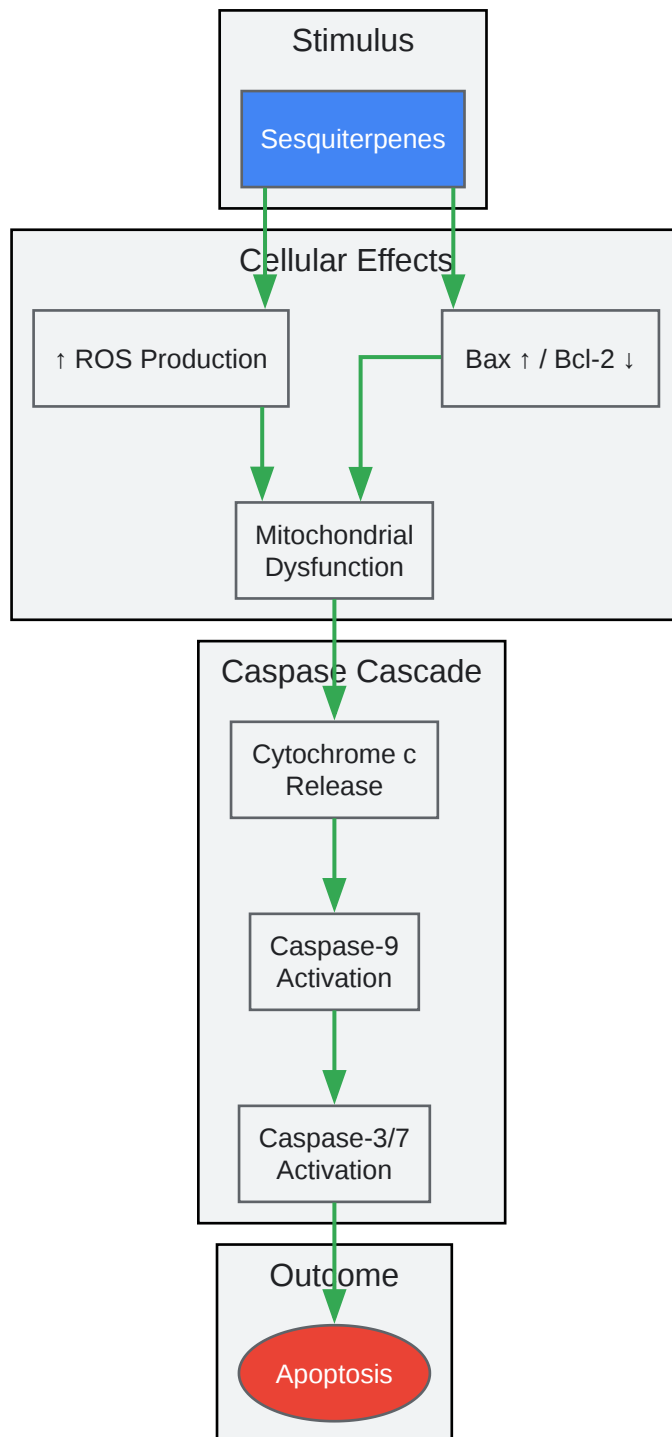 Stimulus
Sesquiterpenes
Cellular Effects
↑ ROS Production
Bax ↑ / Bcl-2 ↓
Mitochondrial
Dysfunction
Caspase Cascade
Cytochrome c
Release
Caspase-9
Activation
Caspase-3/7
Activation
Outcome
Apoptosis